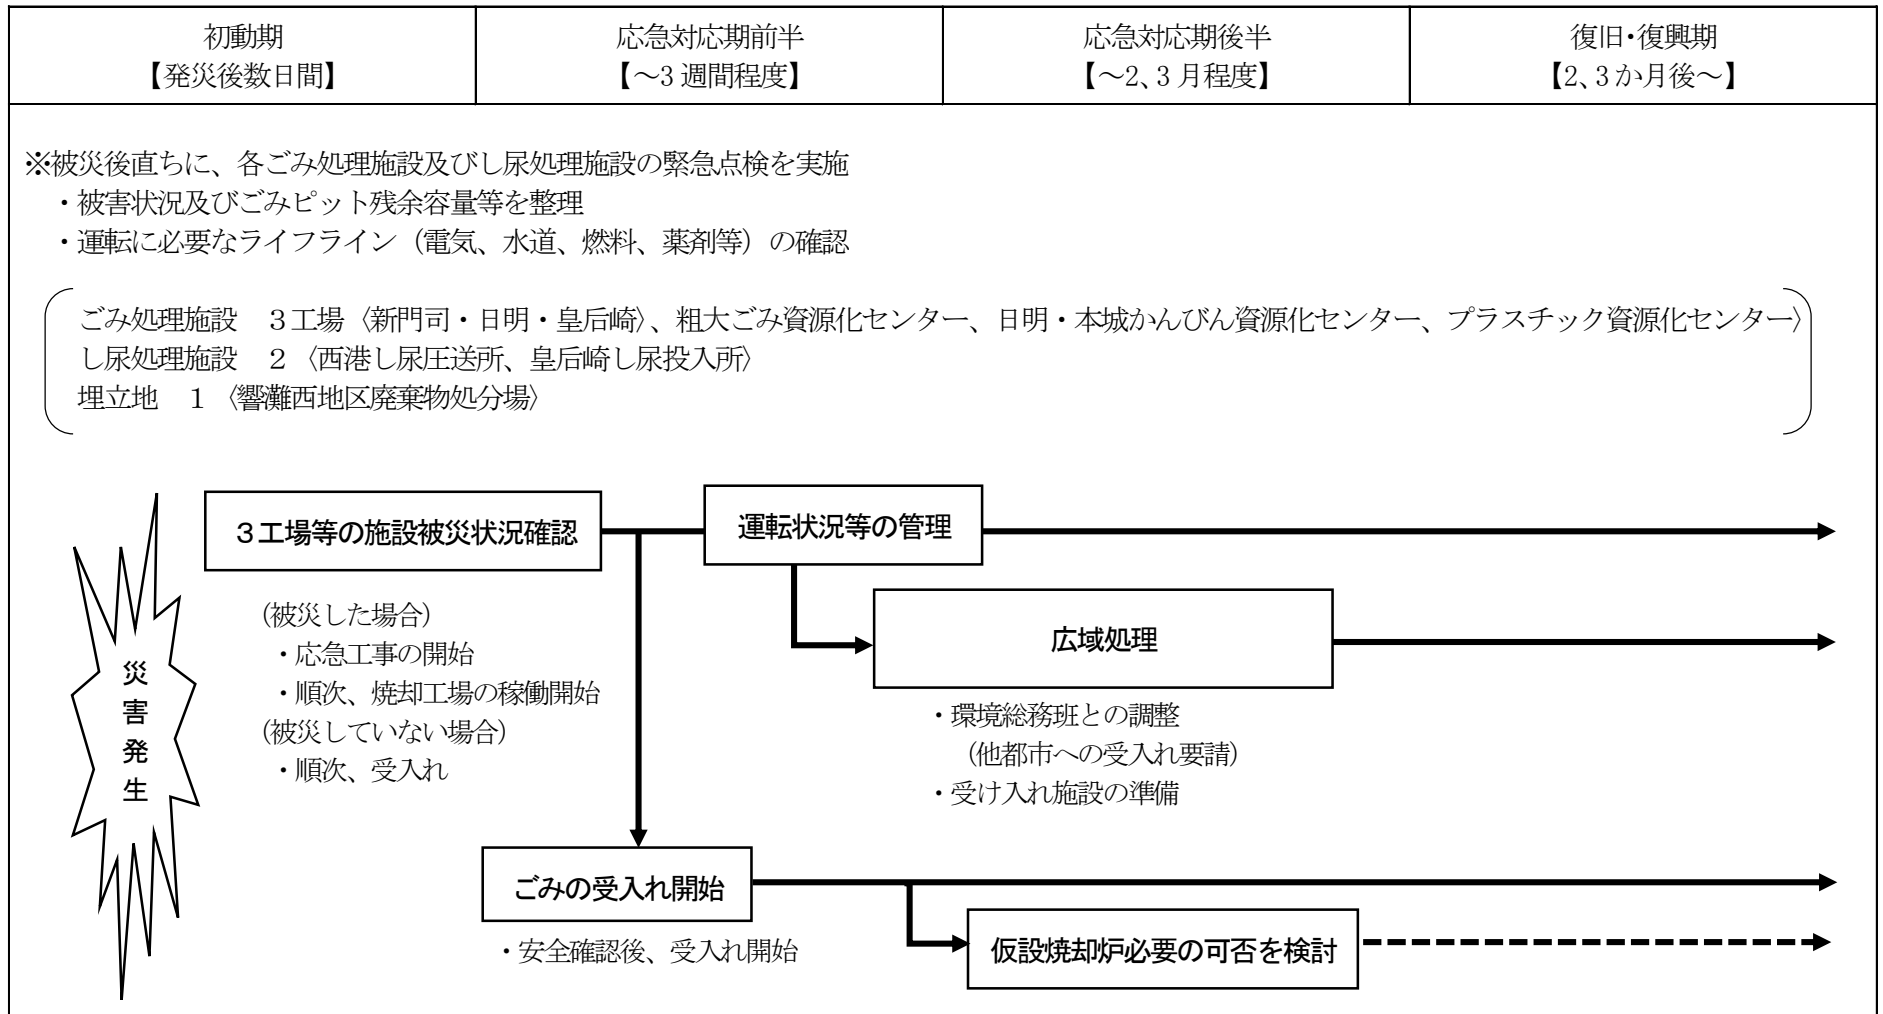 初動期
【発災後数日間】
応急対応期前半
【～3週間程度】
応急対応期後半
【～2、3月程度】
復旧・復興期
【2、3か月後～】
※被災後直ちに、各ごみ処理施設及びし尿処理施設の緊急点検を実施
・被害状況及びごみピット残余容量等を整理
・運転に必要なライフライン（電気、水道、燃料、薬剤等）の確認
ごみ処理施設　３工場〈新門司・日明・皇后崎〉、粗大ごみ資源化センター、日明・本城かんびん資源化センター、プラスチック資源化センター〉
し尿処理施設　２〈西港し尿圧送所、皇后崎し尿投入所〉
埋立地　１〈響灘西地区廃棄物処分場〉
災害発生
３工場等の施設被災状況確認
運転状況等の管理
(被災した場合)
・応急工事の開始
・順次、焼却工場の稼働開始
(被災していない場合)
・順次、受入れ
広域処理
・環境総務班との調整
（他都市への受入れ要請）
・受け入れ施設の準備
ごみの受入れ開始
・安全確認後、受入れ開始
仮設焼却炉必要の可否を検討